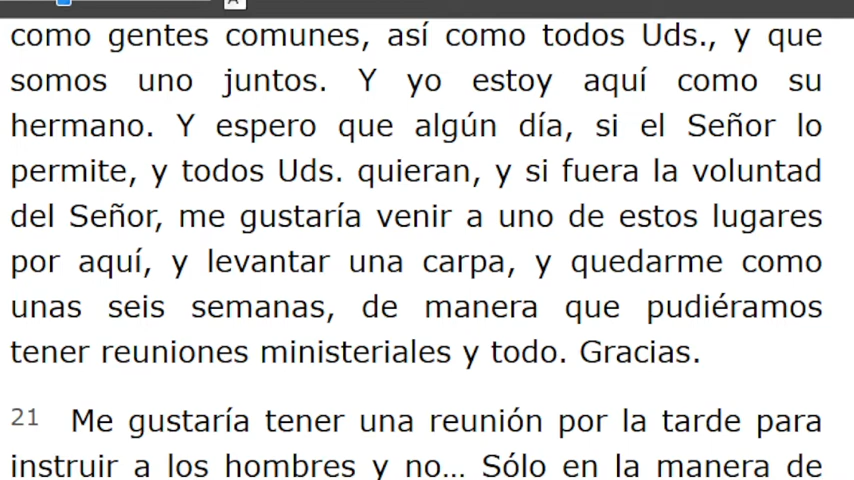 como gentes comunes, así como todos Uds., y que
somos uno juntos. Y yo estoy aquí como su
hermano. Y espero que algún día, si el Señor lo
permite, y todos Uds. quieran, y si fuera la voluntad
del Señor, me gustaría venir a uno de estos lugares
por aquí, y levantar una carpa, y quedarme como
unas seis semanas, de manera que pudiéramos
tener reuniones ministeriales y todo. Gracias.
21 Me gustaría tener una reunión por la tarde para
instruir a los hombres y no… Sólo en la manera de